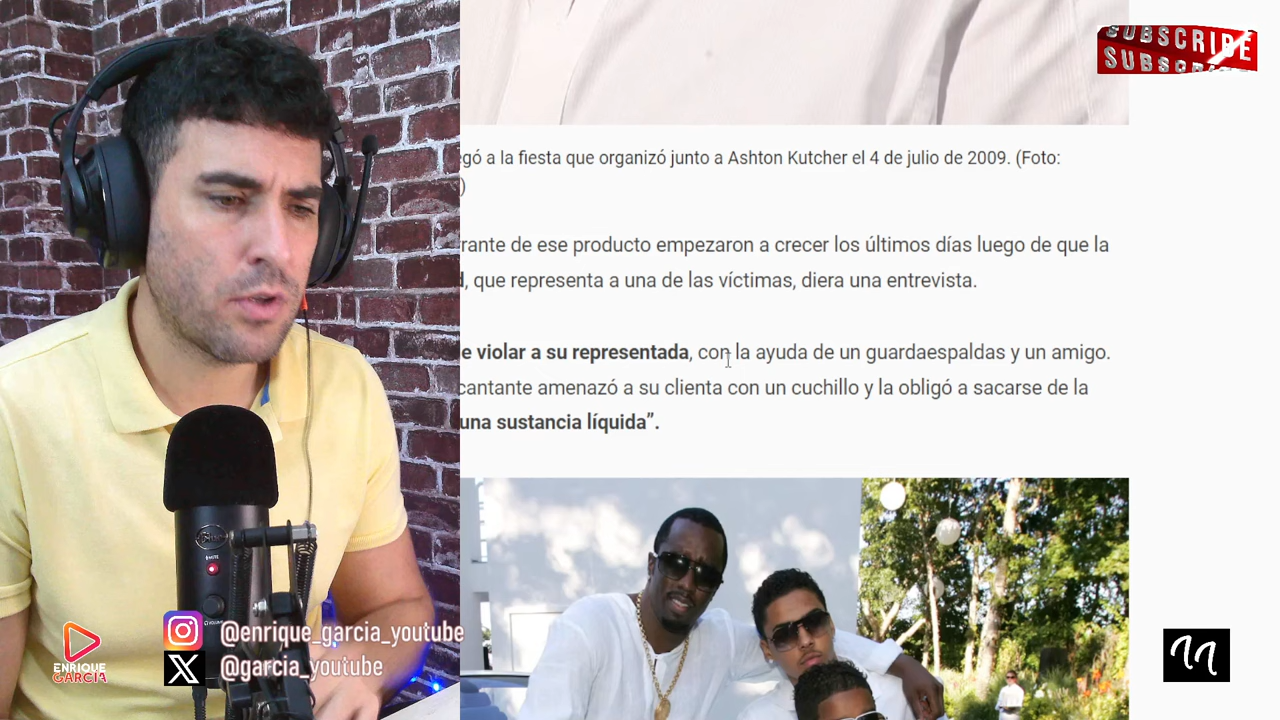 SUBSCRIBE
SUBSCRIBE
gó a la fiesta que organizó junto a Ashton Kutcher el 4 de julio de 2009. (Foto:
)
rante de ese producto empezaron a crecer los últimos días luego de que la
, que representa a una de las víctimas, diera una entrevista.
e violar a su representada, con la ayuda de un guardaespaldas y un amigo.
cantante amenazó a su clienta con un cuchillo y la obligó a sacarse de la
una sustancia líquida”.
@enrique_garcia_youtube
@garcia_youtube
ENRIQUE
GARCIA